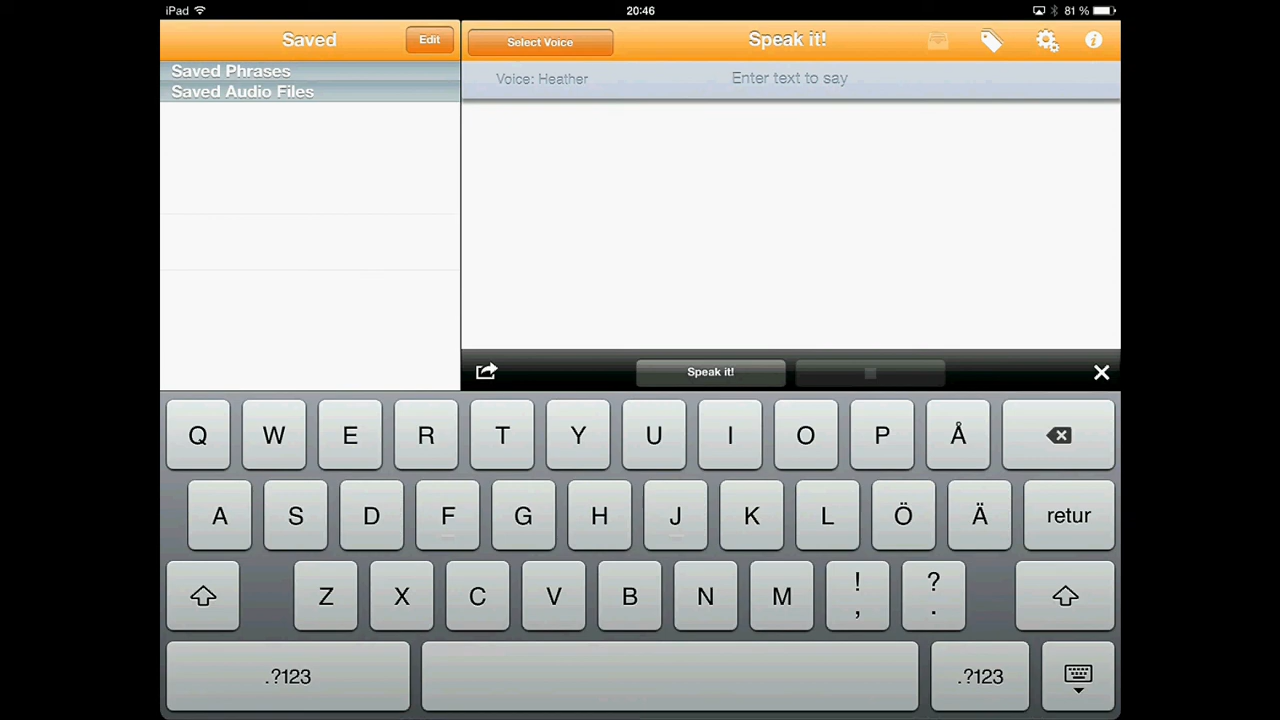 iPad 20:46 81 %
Saved Edit Select Voice Speak it!
Saved Phrases
Saved Audio Files
Voice: Heather Enter text to say
Speak it!
Q W E R T Y U I O P Å
A S D F G H J K L Ö Ä retur
Z X C V B N M ! , ? .
.?123 .?123